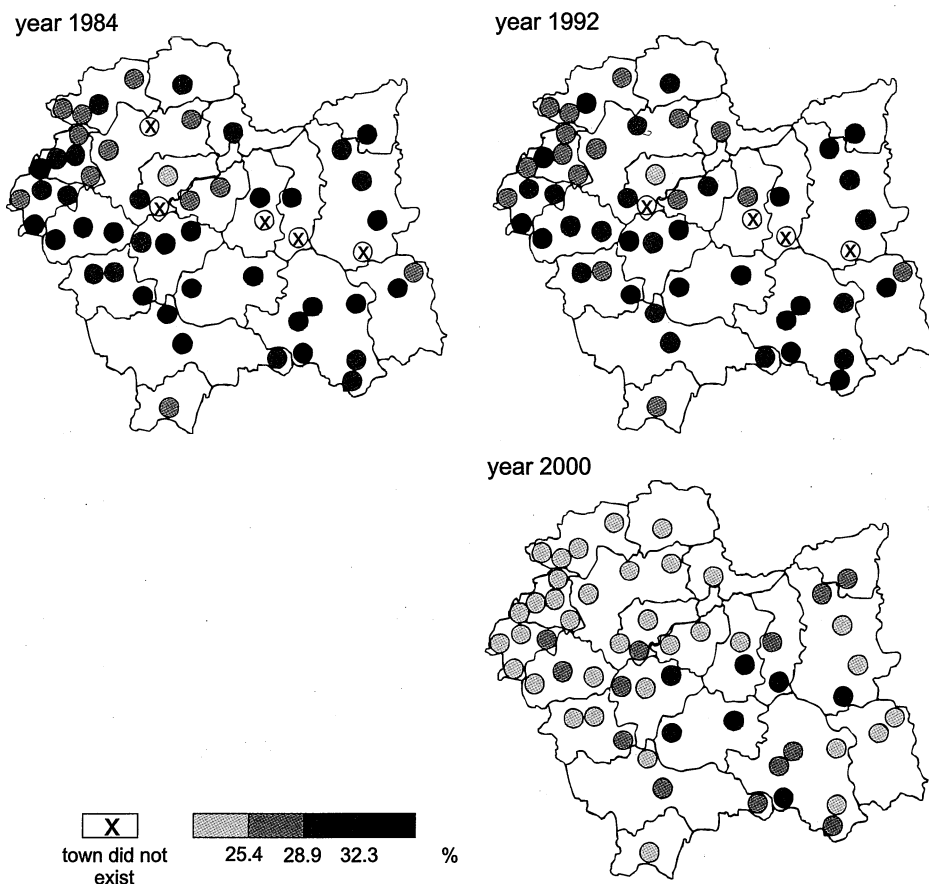 year 1984
year 1992
X
X
X
X
X
X
X
X
X
year 2000
X
25.4 28.9 32.3 %
town did not
exist